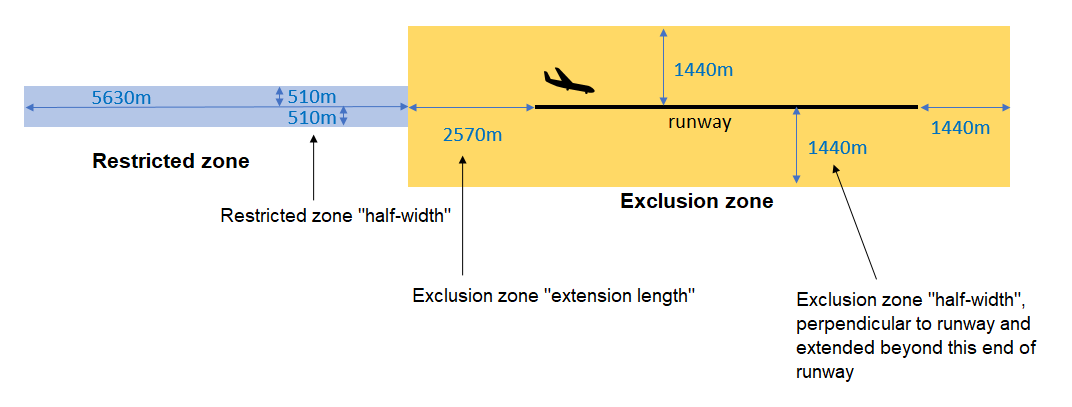 1440m
5630m
510m
510m
runway
2570m
1440m
1440m
Restricted zone
Exclusion zone
Restricted zone "half-width"
Exclusion zone "extension length"
Exclusion zone "half-width",
perpendicular to runway and
extended beyond this end of
runway